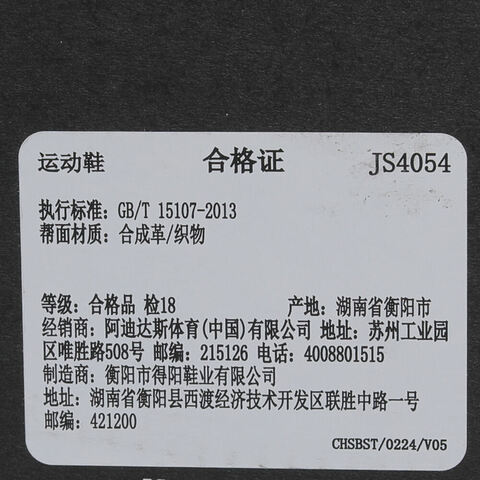 运动鞋 合格证 JS4054
执行标准: GB/T 15107-2013
帮面材质: 合成革/织物
等级: 合格品 检18 产地: 湖南省衡阳市
经销商: 阿迪达斯体育(中国)有限公司 地址: 苏州工业园
区唯胜路508号 邮编: 215126 电话: 4008801515
制造商: 衡阳市得阳鞋业有限公司
地址: 湖南省衡阳县西渡经济技术开发区联胜中路一号
邮编: 421200
CHSBST/0224/V05